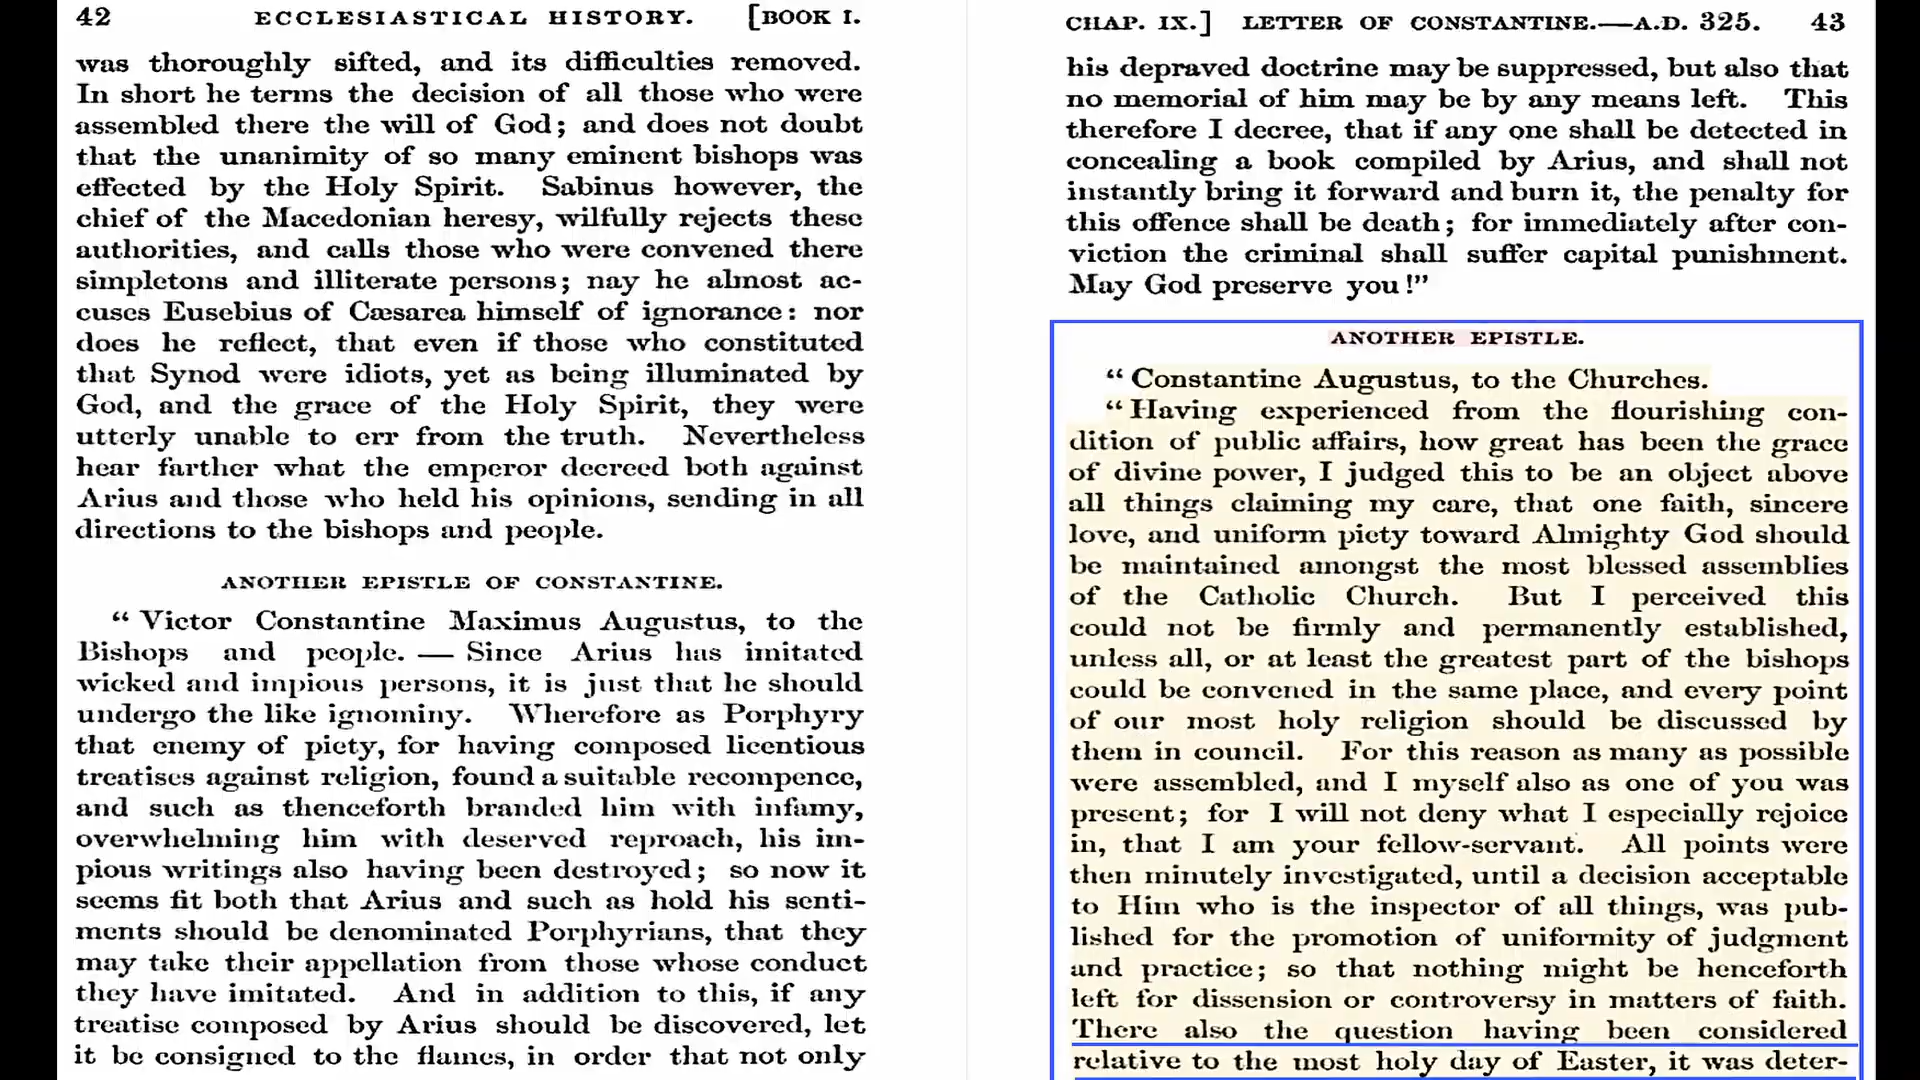 42 ECCLESIASTICAL HISTORY. [BOOK I.
was thoroughly sifted, and its difficulties removed.
In short he terms the decision of all those who were
assembled there the will of God; and does not doubt
that the unanimity of so many eminent bishops was
effected by the Holy Spirit. Sabinus however, the
chief of the Macedonian heresy, wilfully rejects these
authorities, and calls those who were convened there
simpletons and illiterate persons; nay he almost ac-
cuses Eusebius of Cæsarea himself of ignorance: nor
does he reflect, that even if those who constituted
that Synod were idiots, yet as being illuminated by
God, and the grace of the Holy Spirit, they were
utterly unable to err from the truth. Nevertheless
hear farther what the emperor decreed both against
Arius and those who held his opinions, sending in all
directions to the bishops and people.
ANOTHER EPISTLE OF CONSTANTINE.
“ Victor Constantine Maximus Augustus, to the
Bishops and people. — Since Arius has imitated
wicked and impious persons, it is just that he should
undergo the like ignominy. Wherefore as Porphyry
that enemy of piety, for having composed licentious
treatises against religion, found a suitable recompence,
and such as thenceforth branded him with infamy,
overwhelming him with deserved reproach, his im-
pious writings also having been destroyed; so now it
seems fit both that Arius and such as hold his senti-
ments should be denominated Porphyrians, that they
may take their appellation from those whose conduct
they have imitated. And in addition to this, if any
treatise composed by Arius should be discovered, let
it be consigned to the flames, in order that not only
CHAP. IX.] LETTER OF CONSTANTINE.—A.D. 325. 43
his depraved doctrine may be suppressed, but also that
no memorial of him may be by any means left. This
therefore I decree, that if any one shall be detected in
concealing a book compiled by Arius, and shall not
instantly bring it forward and burn it, the penalty for
this offence shall be death; for immediately after con-
viction the criminal shall suffer capital punishment.
May God preserve you!”
ANOTHER EPISTLE.
“ Constantine Augustus, to the Churches.
“ Having experienced from the flourishing con-
dition of public affairs, how great has been the grace
of divine power, I judged this to be an object above
all things claiming my care, that one faith, sincere
love, and uniform piety toward Almighty God should
be maintained amongst the most blessed assemblies
of the Catholic Church. But I perceived this
could not be firmly and permanently established,
unless all, or at least the greatest part of the bishops
could be convened in the same place, and every point
of our most holy religion should be discussed by
them in council. For this reason as many as possible
were assembled, and I myself also as one of you was
present; for I will not deny what I especially rejoice
in, that I am your fellow-servant. All points were
then minutely investigated, until a decision acceptable
to Him who is the inspector of all things, was pub-
lished for the promotion of uniformity of judgment
and practice; so that nothing might be henceforth
left for dissension or controversy in matters of faith.
There also the question having been considered
relative to the most holy day of Easter, it was deter-